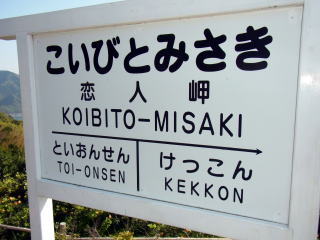 こいびとみさき
恋人岬
KOIBITO-MISAKI
といおんせん
TOI-ONSEN
けっこん
KEKKON